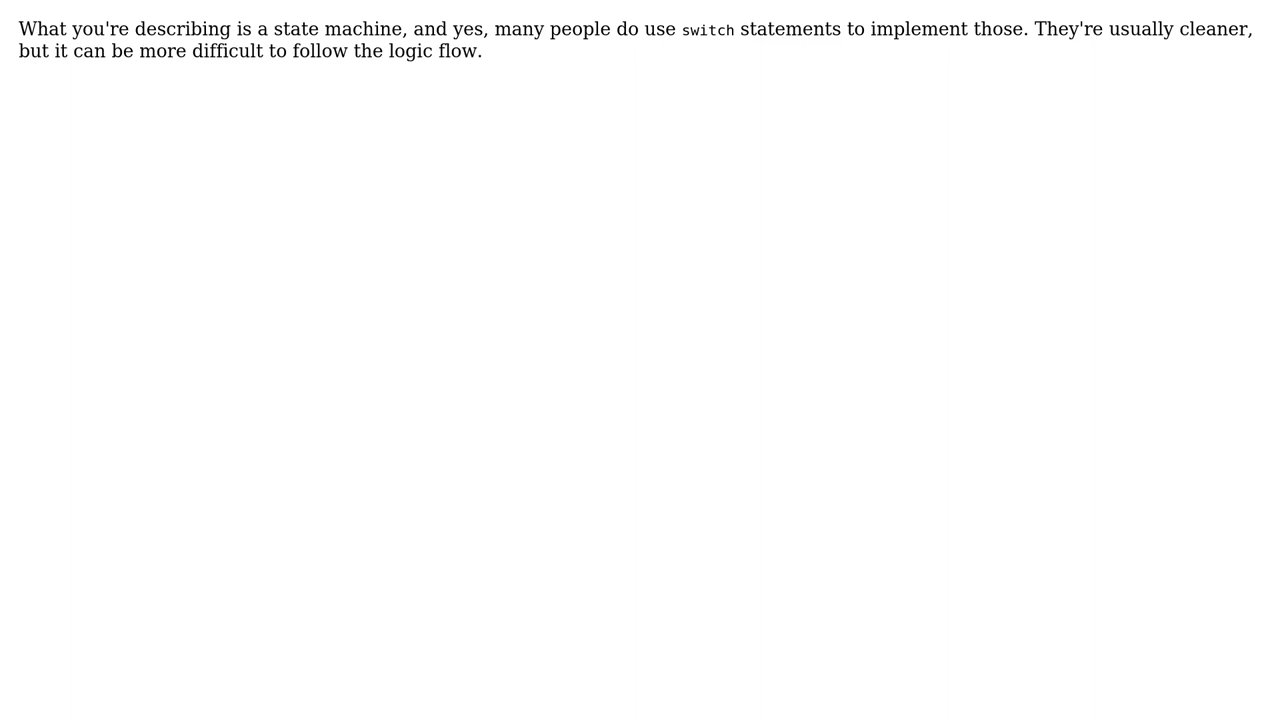 What you're describing is a state machine, and yes, many people do use switch statements to implement those. They're usually cleaner,
but it can be more difficult to follow the logic flow.